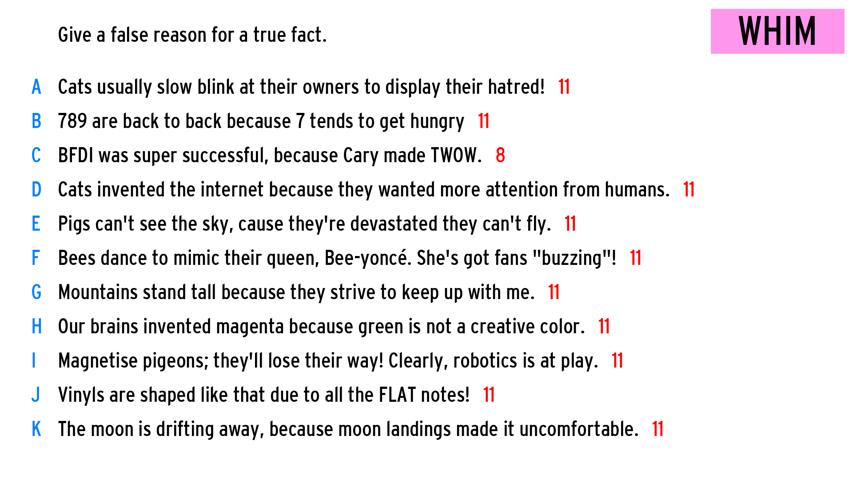 Give a false reason for a true fact.
WHIM
A Cats usually slow blink at their owners to display their hatred! 11
B 789 are back to back because 7 tends to get hungry 11
C BFDI was super successful, because Cary made TWOW. 8
D Cats invented the internet because they wanted more attention from humans. 11
E Pigs can't see the sky, cause they're devastated they can't fly. 11
F Bees dance to mimic their queen, Bee-yoncé. She's got fans "buzzing"! 11
G Mountains stand tall because they strive to keep up with me. 11
H Our brains invented magenta because green is not a creative color. 11
I Magnetise pigeons; they'll lose their way! Clearly, robotics is at play. 11
J Vinyls are shaped like that due to all the FLAT notes! 11
K The moon is drifting away, because moon landings made it uncomfortable. 11